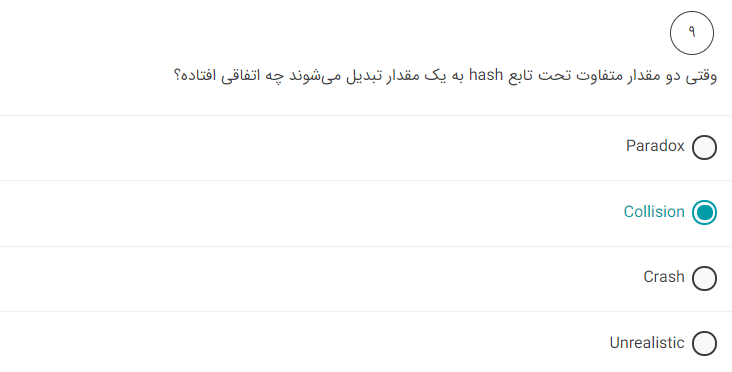 ۹
وقتی دو مقدار متفاوت تحت تابع hash به یک مقدار تبدیل می‌شوند چه اتفاقی افتاده؟
Paradox
Collision
Crash
Unrealistic